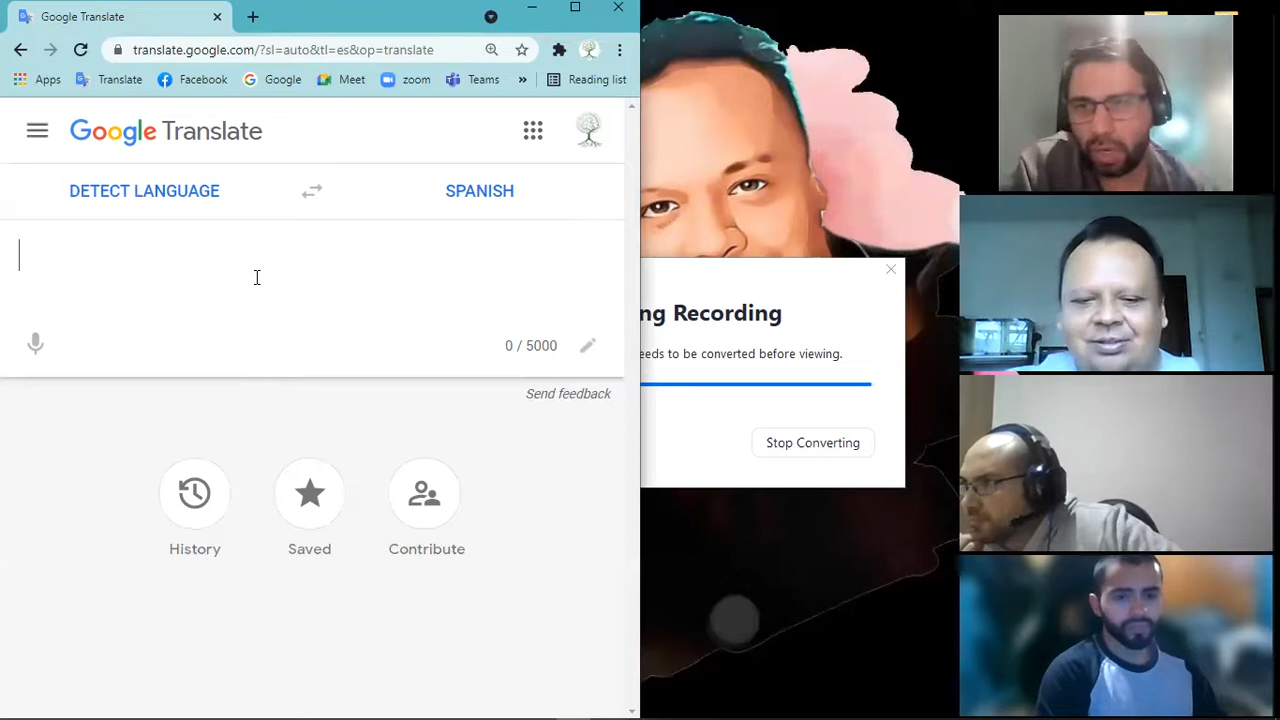 Google Translate
translate.google.com/?sl=auto&tl=es&op=translate
Apps Translate Facebook Google Meet zoom Teams » Reading list
Google Translate
DETECT LANGUAGE SPANISH
0 / 5000
Send feedback
History Saved Contribute
ng Recording
eeds to be converted before viewing.
Stop Converting